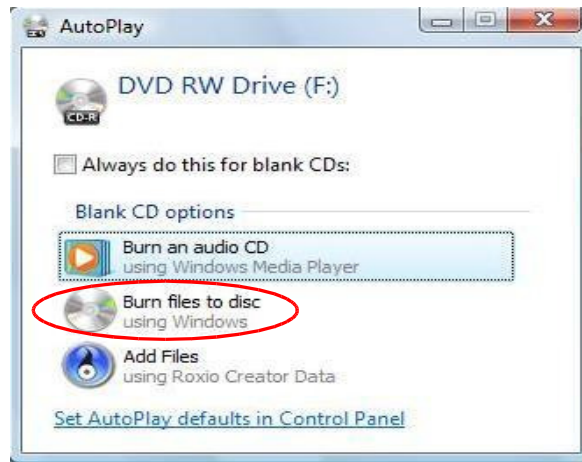 AutoPlay
DVD RW Drive (F:)
CD-R
Always do this for blank CDs:
Blank CD options
Burn an audio CD
using Windows Media Player
Burn files to disc
using Windows
Add Files
using Roxio Creator Data
Set AutoPlay defaults in Control Panel